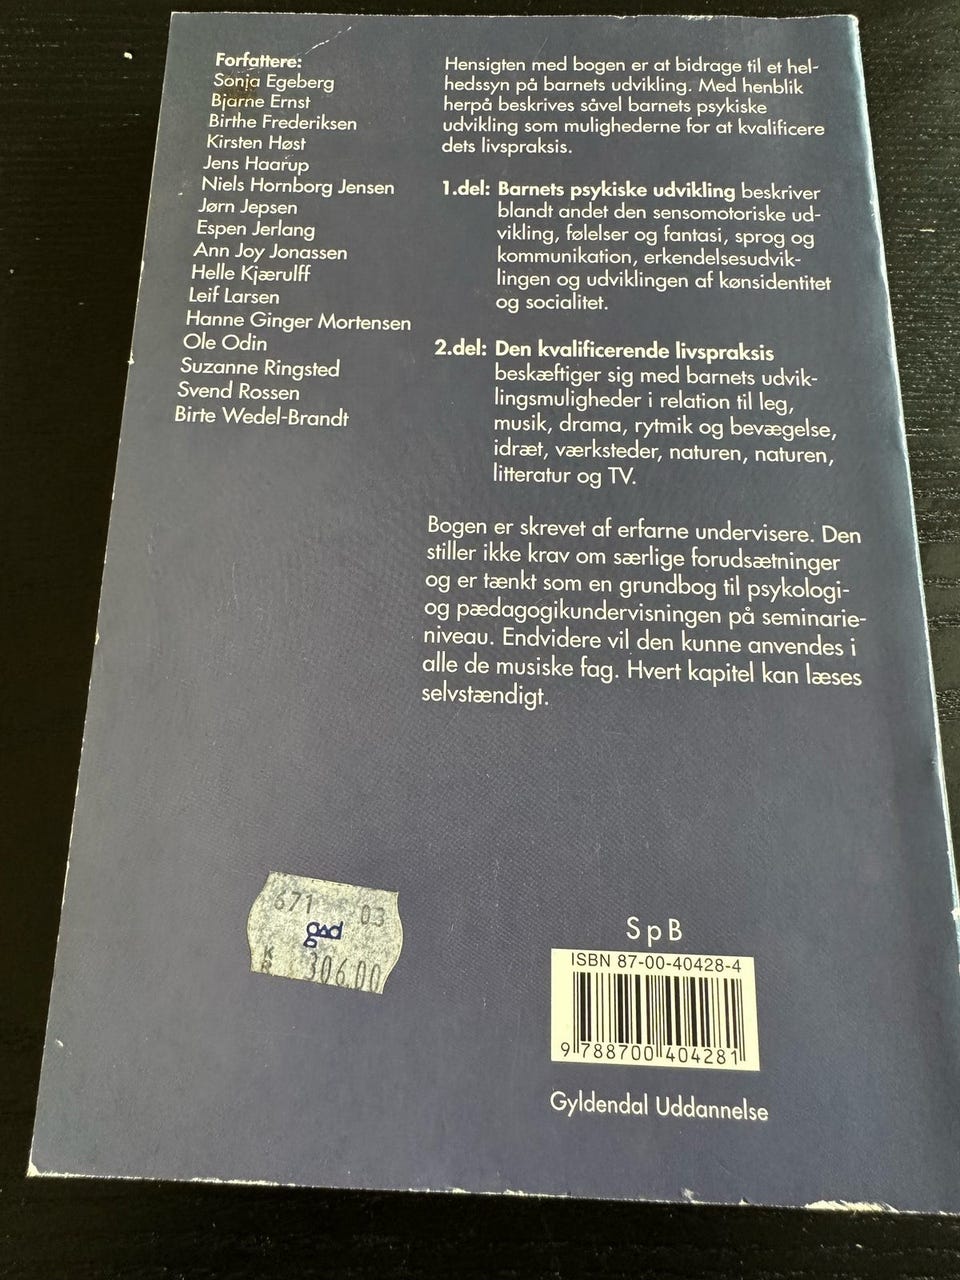 Forfattere:
Sonja Egeberg
Bjarne Ernst
Birthe Frederiksen
Kirsten Høst
Jens Haarup
Niels Hornborg Jensen
Jørn Jepsen
Espen Jerlang
Ann Joy Jonassen
Helle Kjærulff
Leif Larsen
Hanne Ginger Mortensen
Ole Odin
Suzanne Ringsted
Svend Rossen
Birte Wedel-Brandt
Hensigten med bogen er at bidrage til et hel-
hedssyn på barnets udvikling. Med henblik
herpå beskrives såvel barnets psykiske
udvikling som mulighederne for at kvalificere
dets livspraksis.
1.del: Barnets psykiske udvikling beskriver
blandt andet den sensomotoriske ud-
vikling, følelser og fantasi, sprog og
kommunikation, erkendelsesudvik-
lingen og udviklingen af kønsidentitet
og socialitet.
2.del: Den kvalificerende livspraksis
beskæftiger sig med barnets udvik-
lingsmuligheder i relation til leg,
musik, drama, rytmik og bevægelse,
idræt, værksteder, naturen, naturen,
litteratur og TV.
Bogen er skrevet af erfarne undervisere. Den
stiller ikke krav om særlige forudsætninger
og er tænkt som en grundbog til psykologi-
og pædagogikundervisningen på seminarie-
niveau. Endvidere vil den kunne anvendes i
alle de musiske fag. Hvert kapitel kan læses
selvstændigt.
671 03
gad
KR 306.00
SpB
ISBN 87-00-40428-4
9 788700 404281
Gyldendal Uddannelse